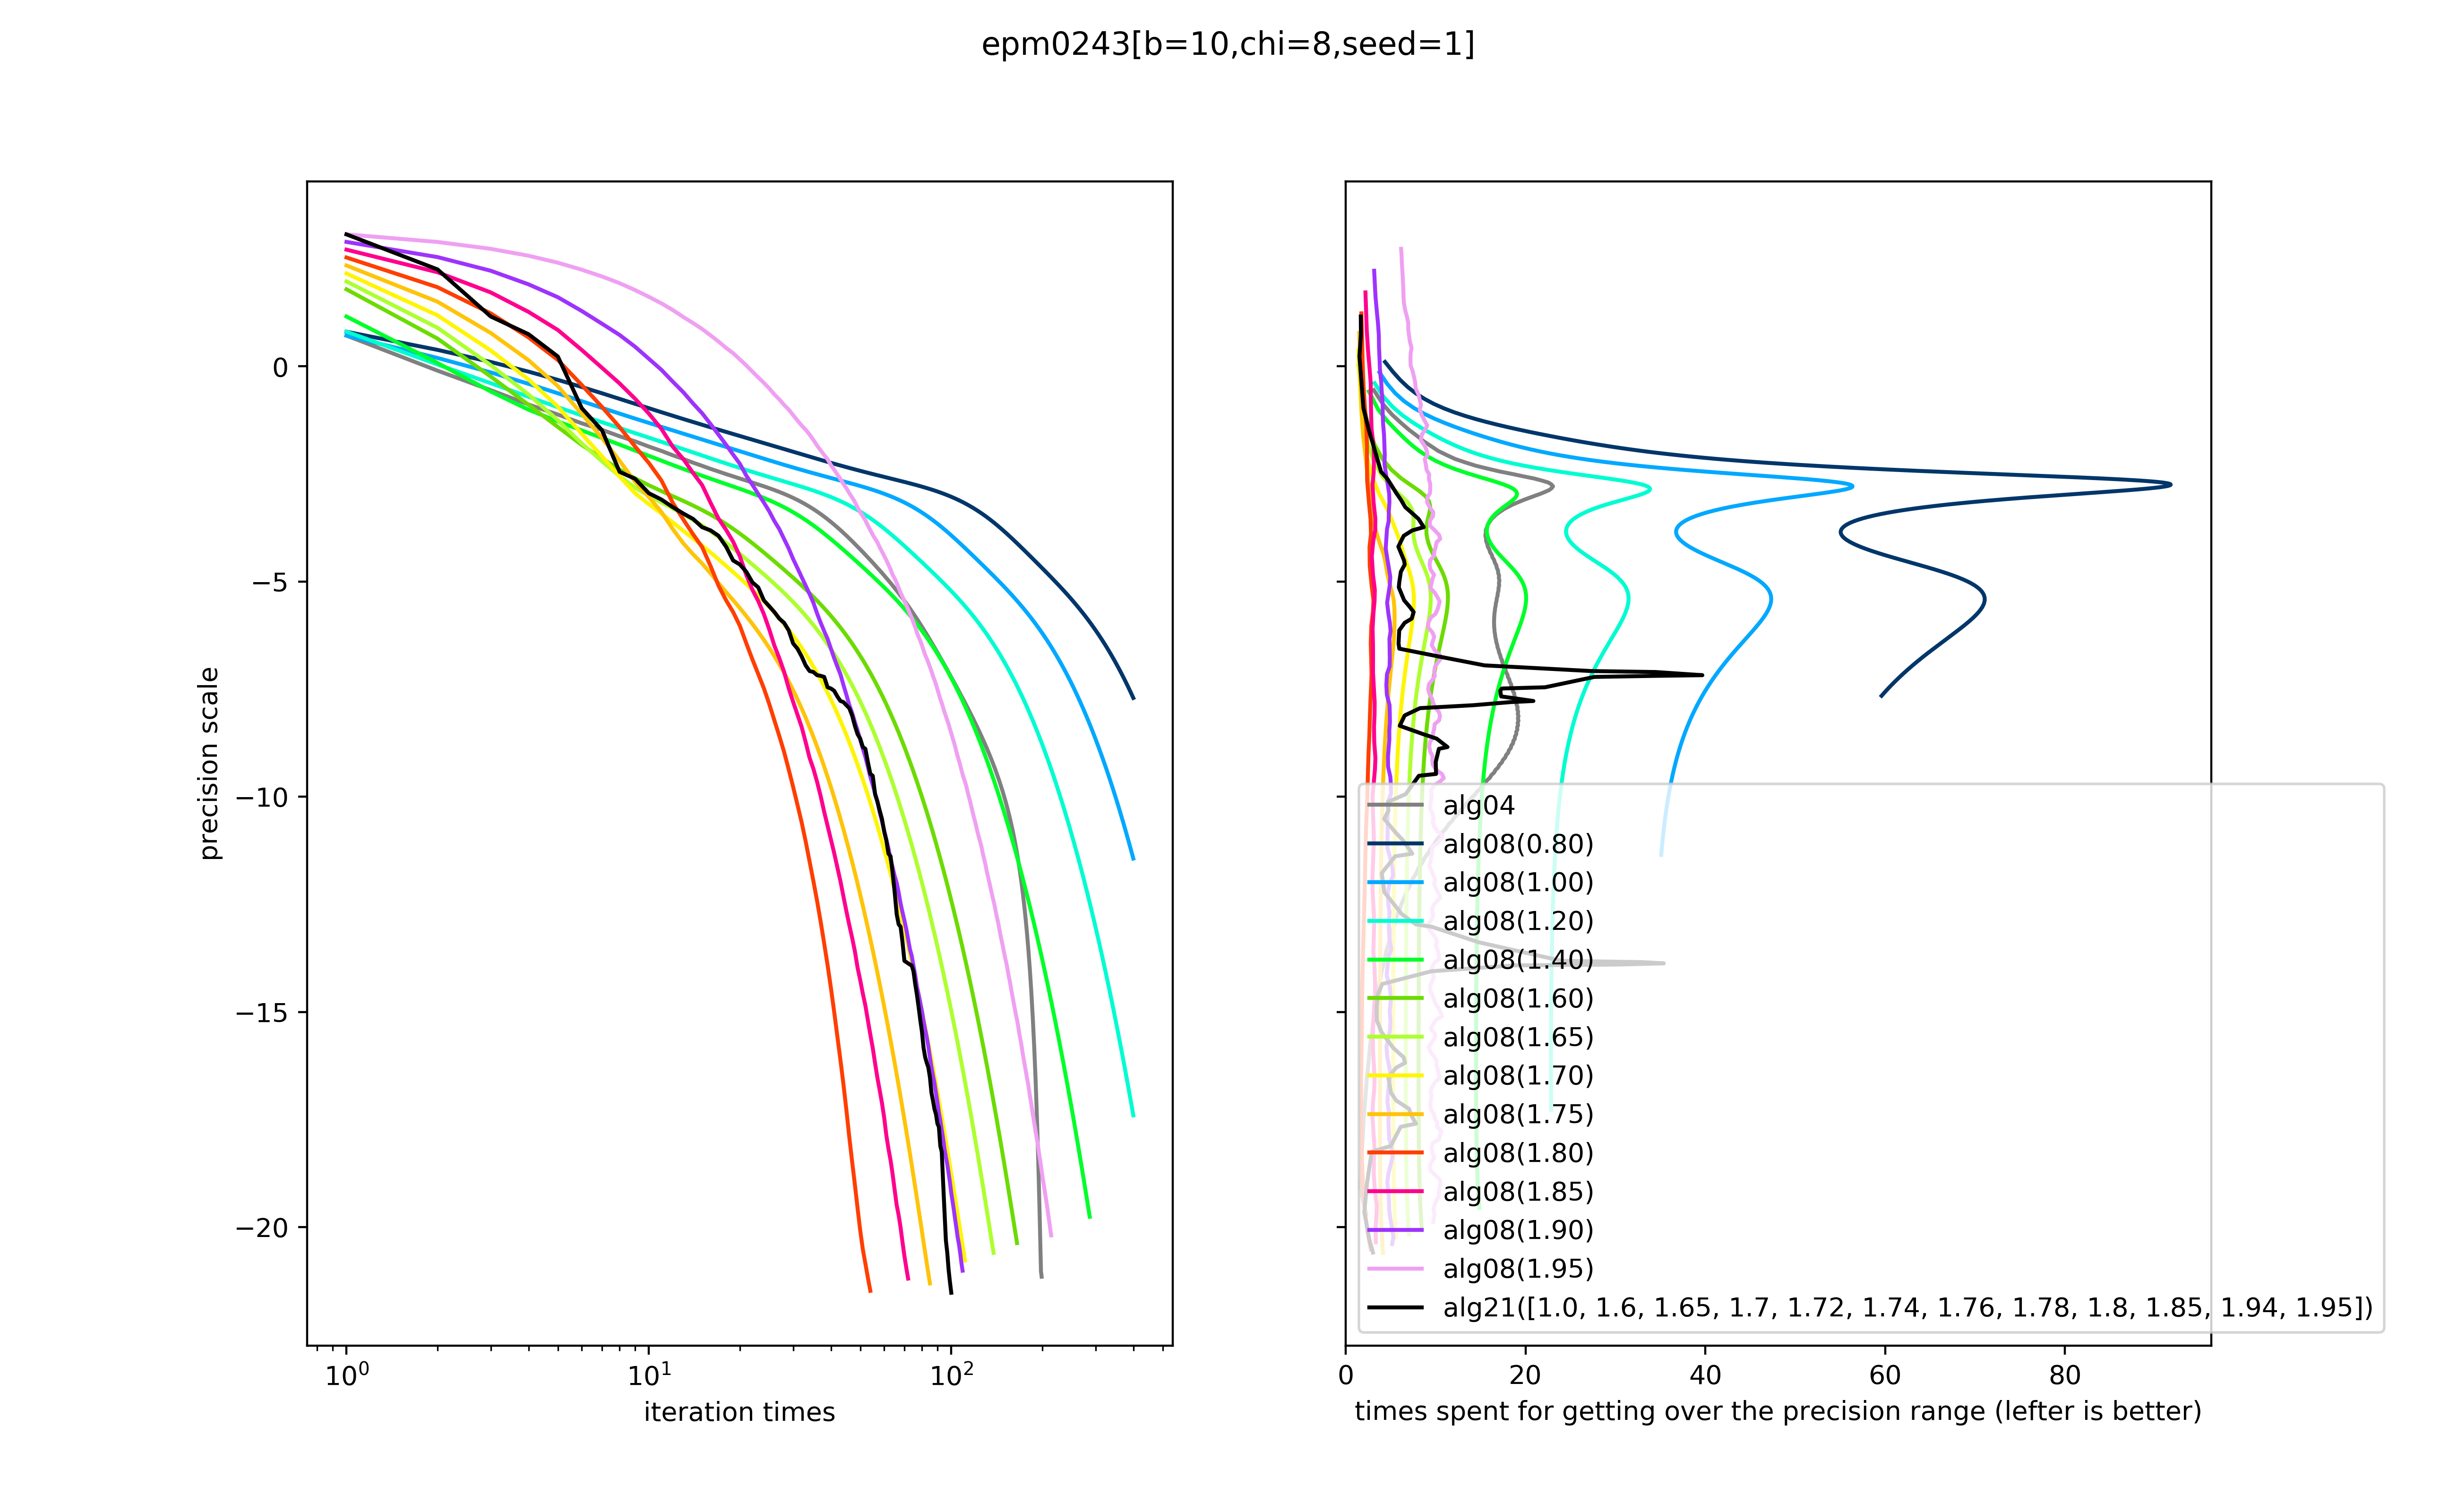 epm0243[b=10,chi=8,seed=1]
precision scale
0
−5
−10
−15
−20
10⁰ 10¹ 10²
iteration times
0 20 40 60 80
times spent for getting over the precision range (lefter is better)
alg04
alg08(0.80)
alg08(1.00)
alg08(1.20)
alg08(1.40)
alg08(1.60)
alg08(1.65)
alg08(1.70)
alg08(1.75)
alg08(1.80)
alg08(1.85)
alg08(1.90)
alg08(1.95)
alg21([1.0, 1.6, 1.65, 1.7, 1.72, 1.74, 1.76, 1.78, 1.8, 1.85, 1.94, 1.95])